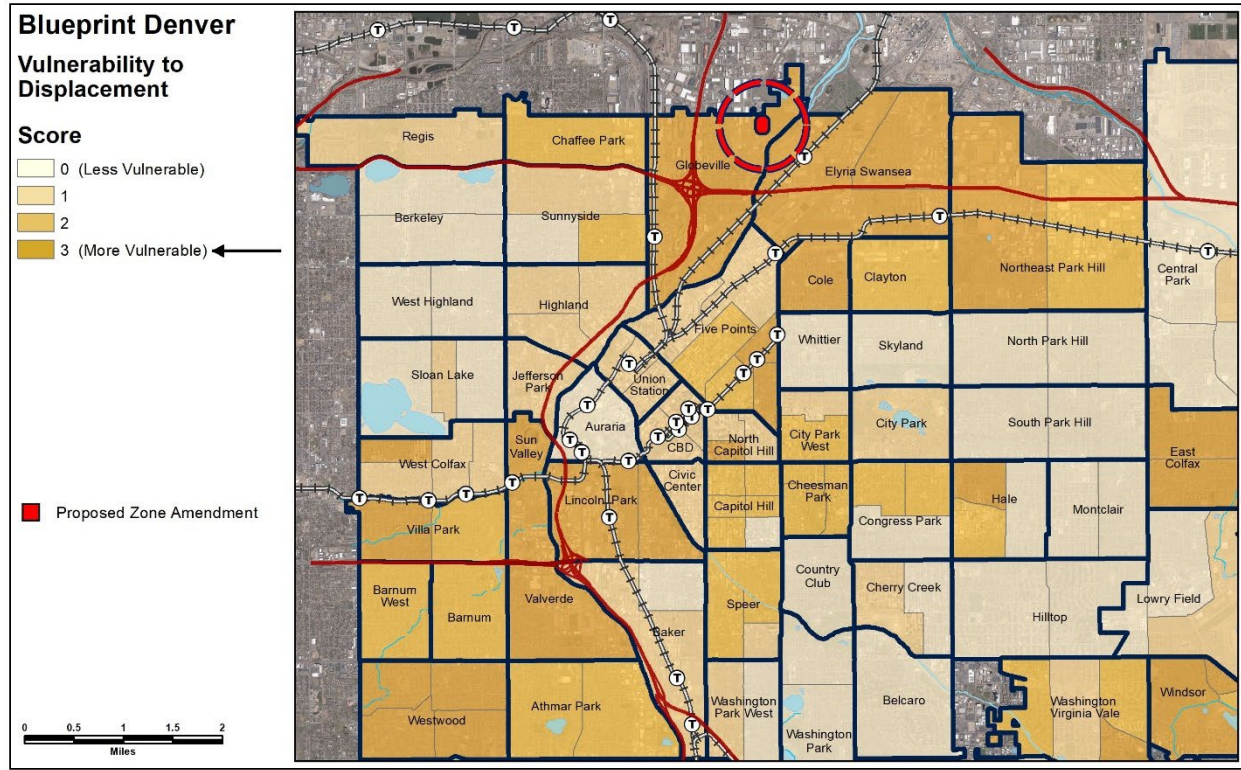 Blueprint Denver
Vulnerability to
Displacement
Score
0 (Less Vulnerable)
1
2
3 (More Vulnerable)
Proposed Zone Amendment
0 0.5 1 1.5 2
Miles
T T T
Regis
Chaffee Park
Globeville
T
Elyria Swansea
Berkeley
Sunnyside
T
T
T
T
Northeast Park Hill
Central
Park
Cole
Clayton
West Highland
Highland
Five Points
T
Whittier
Skyland
North Park Hill
Sloan Lake
Jefferson
Park
T
Union
Station
T
T
T
Auraria
T
T
T
T
T
T
CBD
North
Capitol Hill
City Park
West
City Park
South Park Hill
East
Colfax
West Colfax
Sun
Valley
T
T
T
T
T
T
T
Civic
Center
Lincoln Park
T
Capitol Hill
Cheesman
Park
Congress Park
Hale
Montclair
Villa Park
Barnum
West
Barnum
Valverde
Baker
Speer
Country
Club
Cherry Creek
Hilltop
Lowry Field
T
T
Westwood
Athmar Park
Washington
Park West
Washington
Park
Belcaro
Washington
Virginia Vale
Windsor